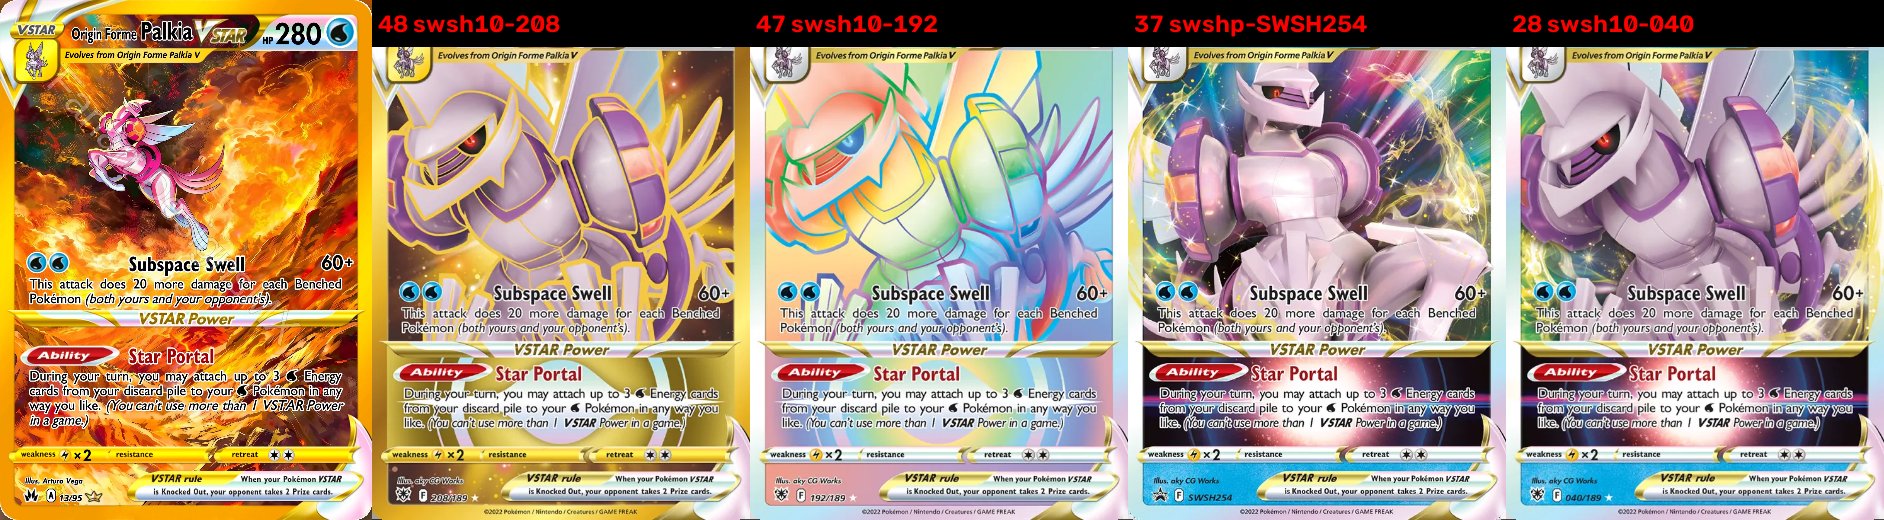 VSTAR Origin Forme Palkia VSTAR HP 280
Evolves from Origin Forme Palkia V
Subspace Swell 60+
This attack does 20 more damage for each Benched
Pokémon (both yours and your opponent's).
VSTAR Power
Ability Star Portal
During your turn, you may attach up to 3 Energy
cards from your discard pile to your Pokémon in any
way you like. (You can't use more than 1 VSTAR Power
in a game.)
weakness ×2 resistance retreat
Illus. Arturo Vega
A 13/95
VSTAR rule When your Pokémon VSTAR
is Knocked Out, your opponent takes 2 Prize cards.
48 swsh10-208
Evolves from Origin Forme Palkia V
Subspace Swell 60+
This attack does 20 more damage for each Benched
Pokémon (both yours and your opponent's).
VSTAR Power
Ability Star Portal
During your turn, you may attach up to 3 Energy cards
from your discard pile to your Pokémon in any way you
like. (You can't use more than 1 VSTAR Power in a game.)
weakness ×2 resistance retreat
Illus. aky CG Works
F 208/189
VSTAR rule When your Pokémon VSTAR
is Knocked Out, your opponent takes 2 Prize cards.
©2022 Pokémon / Nintendo / Creatures / GAME FREAK
47 swsh10-192
Evolves from Origin Forme Palkia V
Subspace Swell 60+
This attack does 20 more damage for each Benched
Pokémon (both yours and your opponent's).
VSTAR Power
Ability Star Portal
During your turn, you may attach up to 3 Energy cards
from your discard pile to your Pokémon in any way you
like. (You can't use more than 1 VSTAR Power in a game.)
weakness ×2 resistance retreat
Illus. aky CG Works
F 192/189
VSTAR rule When your Pokémon VSTAR
is Knocked Out, your opponent takes 2 Prize cards.
©2022 Pokémon / Nintendo / Creatures / GAME FREAK
37 swshp-SWSH254
Evolves from Origin Forme Palkia V
Subspace Swell 60+
This attack does 20 more damage for each Benched
Pokémon (both yours and your opponent's).
VSTAR Power
Ability Star Portal
During your turn, you may attach up to 3 Energy cards
from your discard pile to your Pokémon in any way you
like. (You can't use more than 1 VSTAR Power in a game.)
weakness ×2 resistance retreat
Illus. aky CG Works
F SWSH254
VSTAR rule When your Pokémon VSTAR
is Knocked Out, your opponent takes 2 Prize cards.
©2022 Pokémon / Nintendo / Creatures / GAME FREAK
28 swsh10-040
Evolves from Origin Forme Palkia V
Subspace Swell 60+
This attack does 20 more damage for each Benched
Pokémon (both yours and your opponent's).
VSTAR Power
Ability Star Portal
During your turn, you may attach up to 3 Energy cards
from your discard pile to your Pokémon in any way you
like. (You can't use more than 1 VSTAR Power in a game.)
weakness ×2 resistance retreat
Illus. aky CG Works
F 040/189
VSTAR rule When your Pokémon VSTAR
is Knocked Out, your opponent takes 2 Prize cards.
©2022 Pokémon / Nintendo / Creatures / GAME FREAK